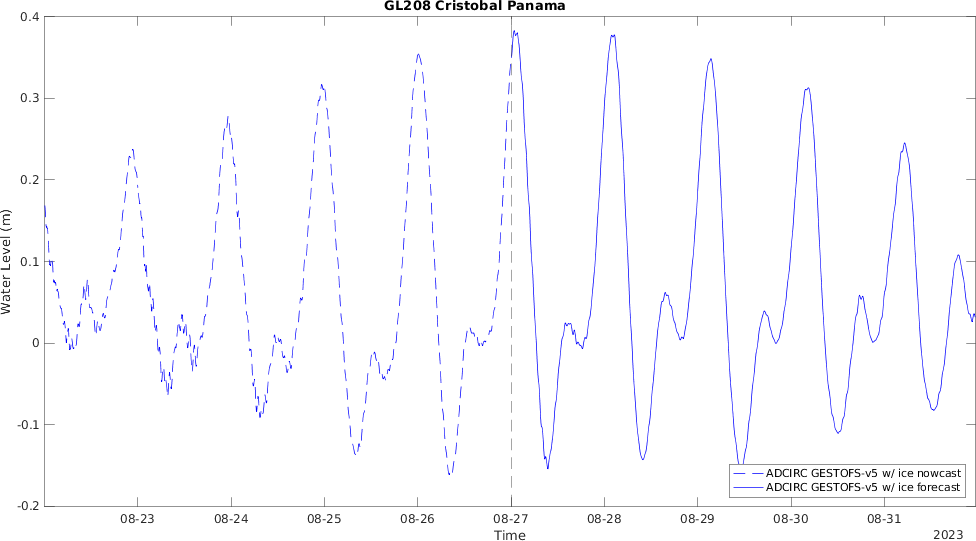 GL208 Cristobal Panama
0.4
0.3
0.2
0.1
0
-0.1
-0.2
Water Level (m)
ADCIRC GESTOFS-v5 w/ ice nowcast
ADCIRC GESTOFS-v5 w/ ice forecast
08-23 08-24 08-25 08-26 08-27 08-28 08-29 08-30 08-31
Time
2023